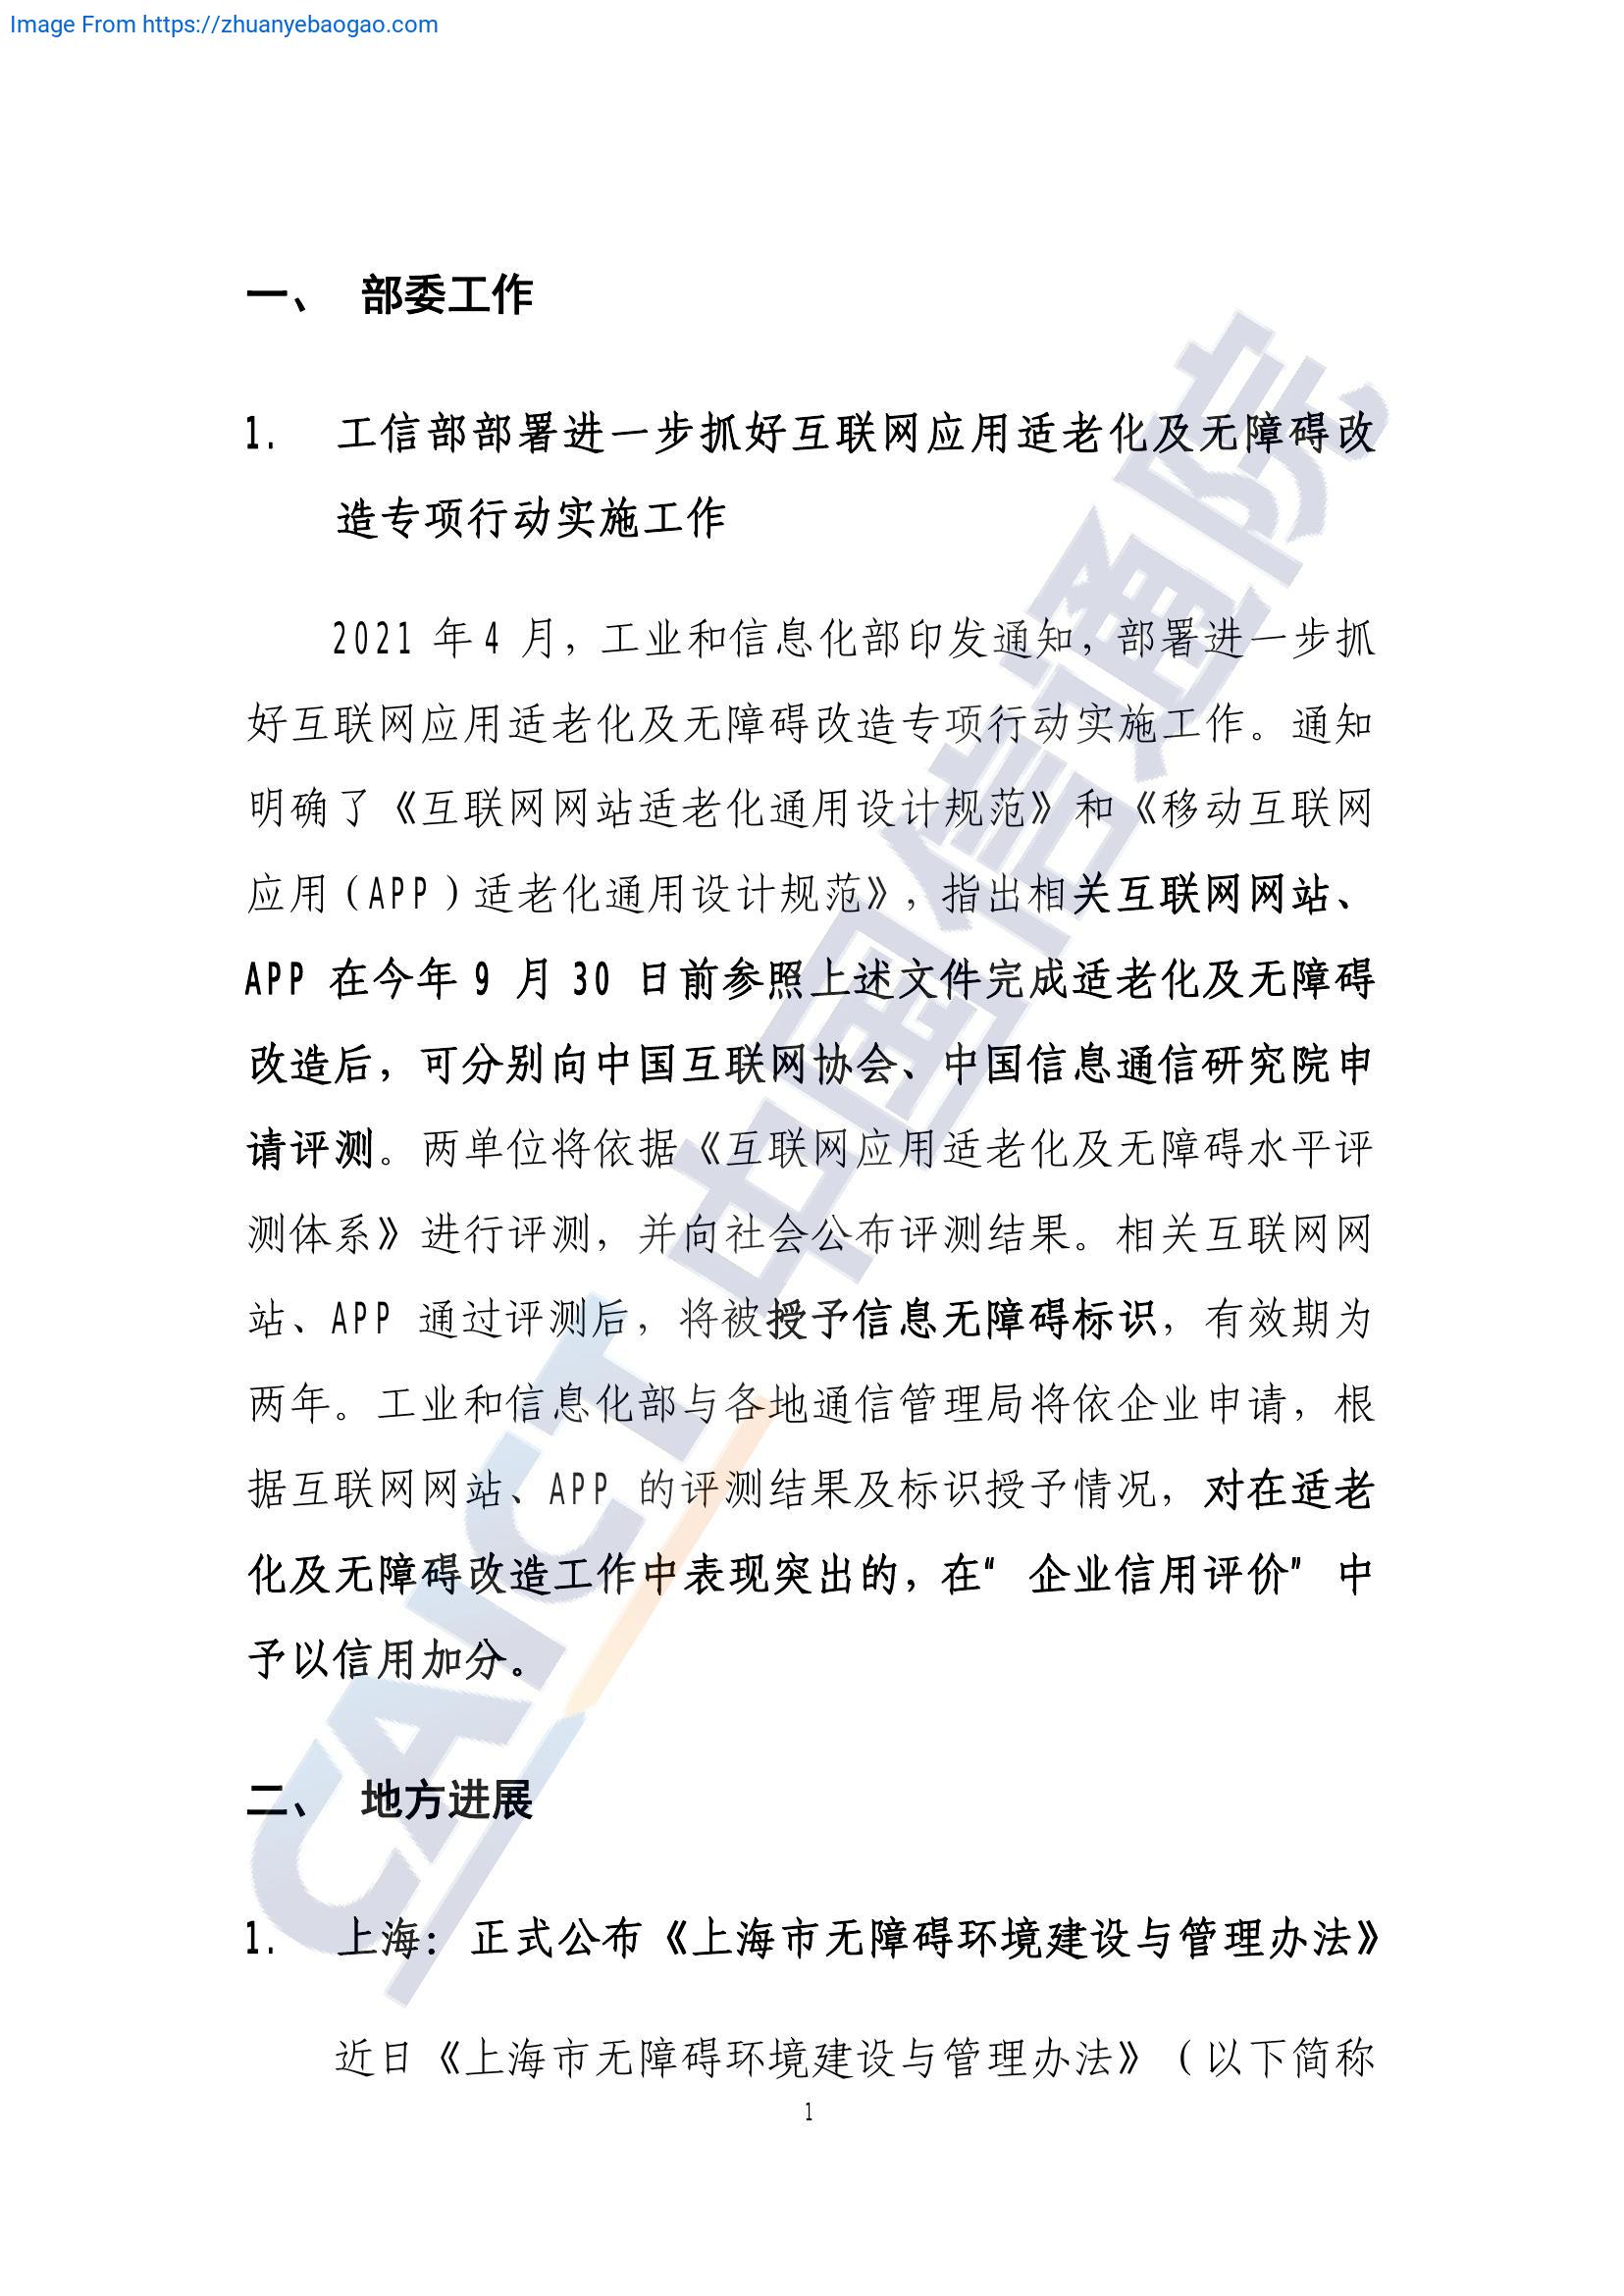 Image From https://zhuanyebaogao.com
一、 部委工作
1. 工信部部署进一步抓好互联网应用适老化及无障碍改
造专项行动实施工作
2021 年4 月，工业和信息化部印发通知，部署进一步抓
好互联网应用适老化及无障碍改造专项行动实施工作。通知
明确了《互联网网站适老化通用设计规范》和《移动互联网
应用（APP）适老化通用设计规范》，指出相关互联网网站、
APP 在今年 9 月 30 日前参照上述文件完成适老化及无障碍
改造后，可分别向中国互联网协会、中国信息通信研究院申
请评测。两单位将依据《互联网应用适老化及无障碍水平评
测体系》进行评测，并向社会公布评测结果。相关互联网网
站、APP 通过评测后，将被授予信息无障碍标识，有效期为
两年。工业和信息化部与各地通信管理局将依企业申请，根
据互联网网站、APP 的评测结果及标识授予情况，对在适老
化及无障碍改造工作中表现突出的，在“企业信用评价”中
予以信用加分。
二、 地方进展
1. 上海：正式公布《上海市无障碍环境建设与管理办法》
近日《上海市无障碍环境建设与管理办法》（以下简称
1
CAICT 中国信通院